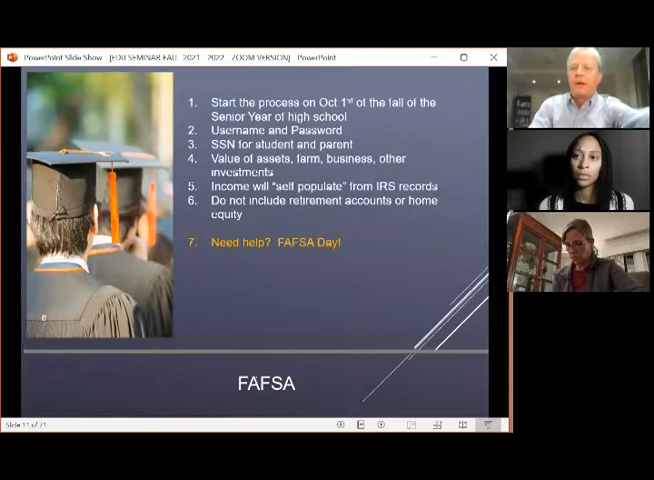 PowerPoint Slide Show - [EDU SEMINAR FALL 2021 - 2022 ZOOM VERSION] - PowerPoint
1. Start the process on Oct 1st of the fall of the
Senior Year of high school
2. Username and Password
3. SSN for student and parent
4. Value of assets, farm, business, other
investments
5. Income will "self populate" from IRS records
6. Do not include retirement accounts or home
equity
7. Need help? FAFSA Day!
FAFSA
Slide 11 of 71